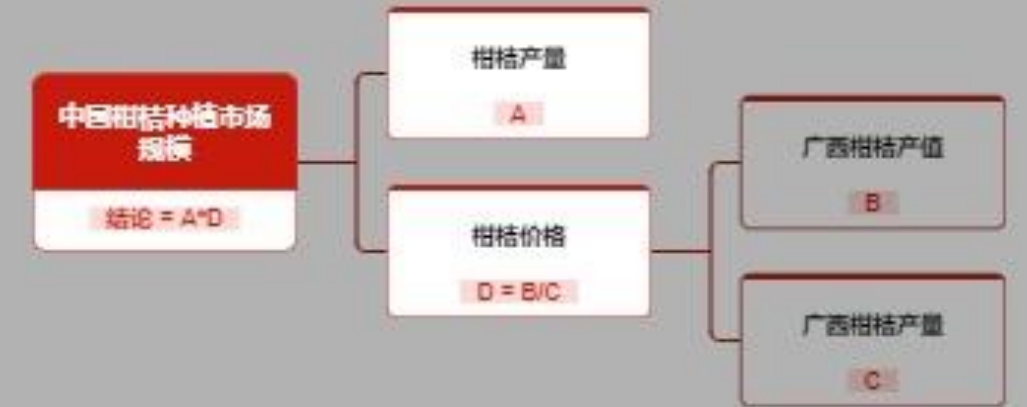 中国柑桔种植市场
规模
结论 = A*D
柑桔产量
A
柑桔价格
D = B/C
广西柑桔产值
B
广西柑桔产量
C